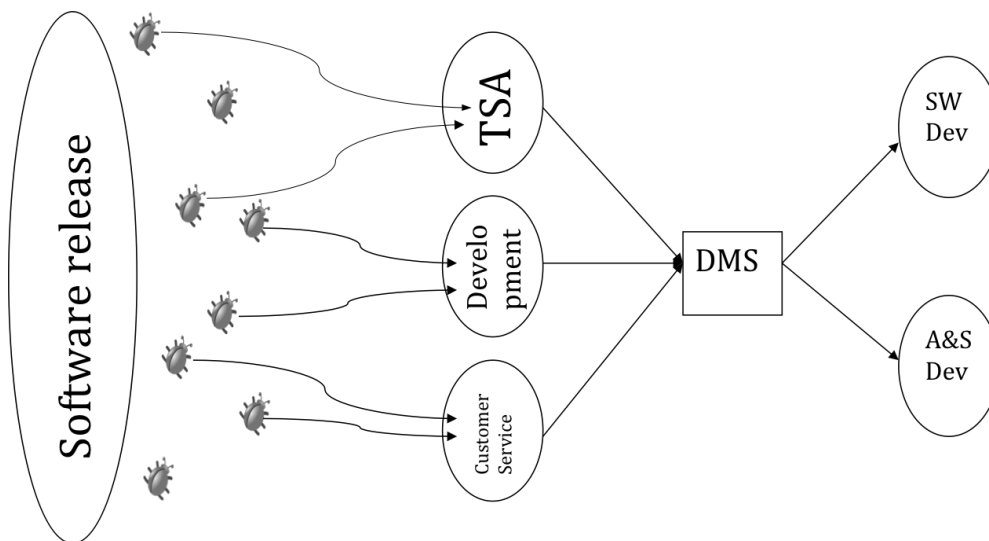 Software release
TSA
Develo
pment
Customer
Service
DMS
SW
Dev
A&S
Dev